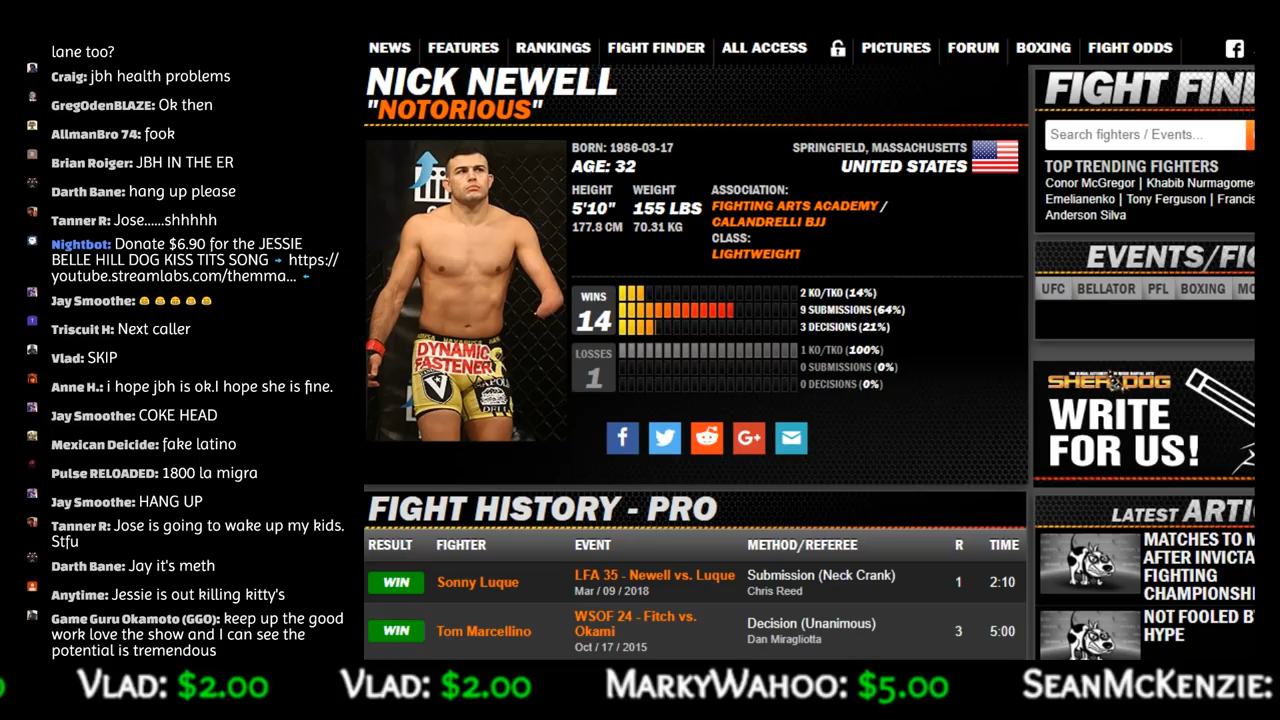 lane too?
Craig: jbh health problems
GregOdenBLAZE: Ok then
AllmanBro 74: fook
Brian Roiger: JBH IN THE ER
Darth Bane: hang up please
Tanner R: Jose......shhhhh
Nightbot: Donate $6.90 for the JESSIE
BELLE HILL DOG KISS TITS SONG → https://
youtube.streamlabs.com/themma... ←
Jay Smoothe:
Triscuit H: Next caller
Vlad: SKIP
Anne H.: i hope jbh is ok.I hope she is fine.
Jay Smoothe: COKE HEAD
Mexican Deicide: fake latino
Pulse RELOADED: 1800 la migra
Jay Smoothe: HANG UP
Tanner R: Jose is going to wake up my kids.
Stfu
Darth Bane: Jay it's meth
Anytime: Jessie is out killing kitty's
Game Guru Okamoto (GGO): keep up the good
work love the show and I can see the
potential is tremendous
NEWS FEATURES RANKINGS FIGHT FINDER ALL ACCESS PICTURES FORUM BOXING FIGHT ODDS
NICK NEWELL
"NOTORIOUS"
BORN: 1986-03-17
AGE: 32
SPRINGFIELD, MASSACHUSETTS
UNITED STATES
HEIGHT WEIGHT
5'10" 155 LBS
177.8 CM 70.31 KG
ASSOCIATION:
FIGHTING ARTS ACADEMY /
CALANDRELLI BJJ
CLASS:
LIGHTWEIGHT
WINS
14
2 KO/TKO (14%)
9 SUBMISSIONS (64%)
3 DECISIONS (21%)
LOSSES
1
1 KO/TKO (100%)
0 SUBMISSIONS (0%)
0 DECISIONS (0%)
DYNAMIC
FASTENER
FIGHT HISTORY - PRO
RESULT FIGHTER EVENT METHOD/REFEREE R TIME
WIN Sonny Luque LFA 35 - Newell vs. Luque Submission (Neck Crank) 1 2:10
Mar / 09 / 2018 Chris Reed
WIN Tom Marcellino WSOF 24 - Fitch vs. Okami Decision (Unanimous) 3 5:00
Oct / 17 / 2015 Dan Miragliotta
FIGHT FIN
Search fighters / Events...
TOP TRENDING FIGHTERS
Conor McGregor | Khabib Nurmagome
Emelianenko | Tony Ferguson | Francis
Anderson Silva
EVENTS/FIG
UFC BELLATOR PFL BOXING MO
SHERDOG
WRITE
FOR US!
LATEST ARTI
MATCHES TO M
AFTER INVICTA
FIGHTING
CHAMPIONSH
NOT FOOLED B
HYPE
VLAD: $2.00 VLAD: $2.00 MARKYWAHOO: $5.00 SEANMCKENZIE: